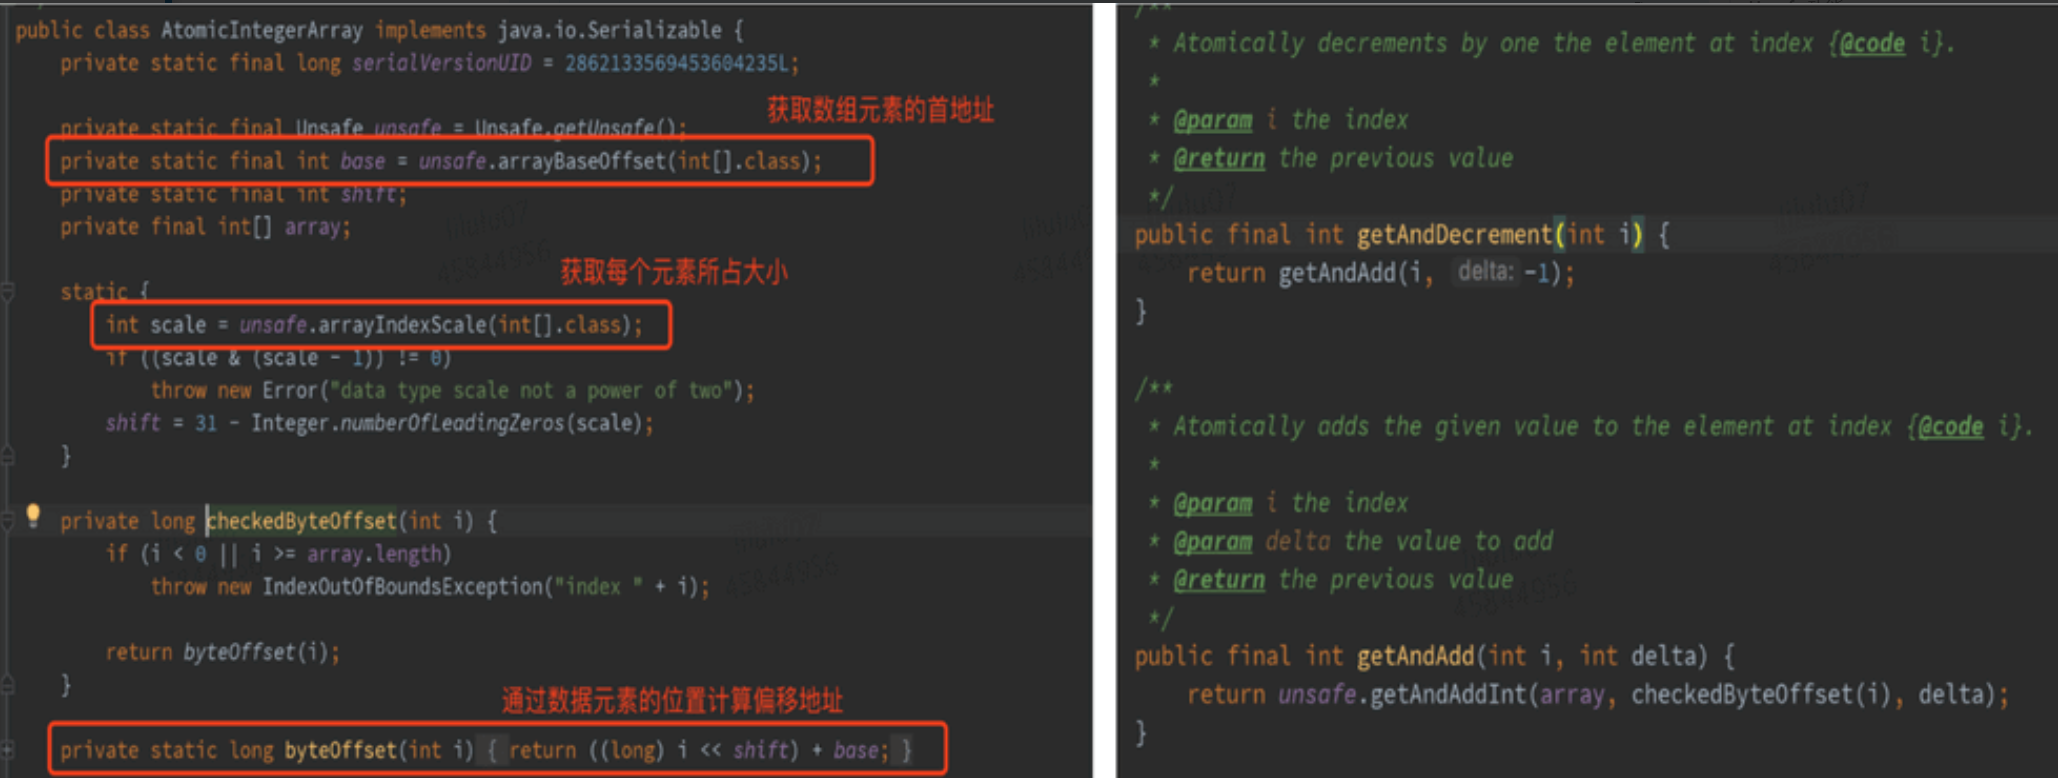 public class AtomicIntegerArray implements java.io.Serializable {
private static final long serialVersionUID = 2862133569453604235L;
获取数组元素的首地址
private static final Unsafe unsafe = Unsafe.getUnsafe();
private static final int base = unsafe.arrayBaseOffset(int[].class);
private static final int shift;
private final int[] array;
获取每个元素所占大小
static {
int scale = unsafe.arrayIndexScale(int[].class);
if ((scale & (scale - 1)) != 0)
throw new Error("data type scale not a power of two");
shift = 31 - Integer.numberOfLeadingZeros(scale);
}
private long checkedByteOffset(int i) {
if (i < 0 || i >= array.length)
throw new IndexOutOfBoundsException("index " + i);
return byteOffset(i);
}
通过数据元素的位置计算偏移地址
private static long byteOffset(int i) { return ((long) i << shift) + base; }
/**
* Atomically decrements by one the element at index {@code i}.
*
* @param i the index
* @return the previous value
*/
public final int getAndDecrement(int i) {
return getAndAdd(i, delta: -1);
}
/**
* Atomically adds the given value to the element at index {@code i}.
*
* @param i the index
* @param delta the value to add
* @return the previous value
*/
public final int getAndAdd(int i, int delta) {
return unsafe.getAndAddInt(array, checkedByteOffset(i), delta);
}